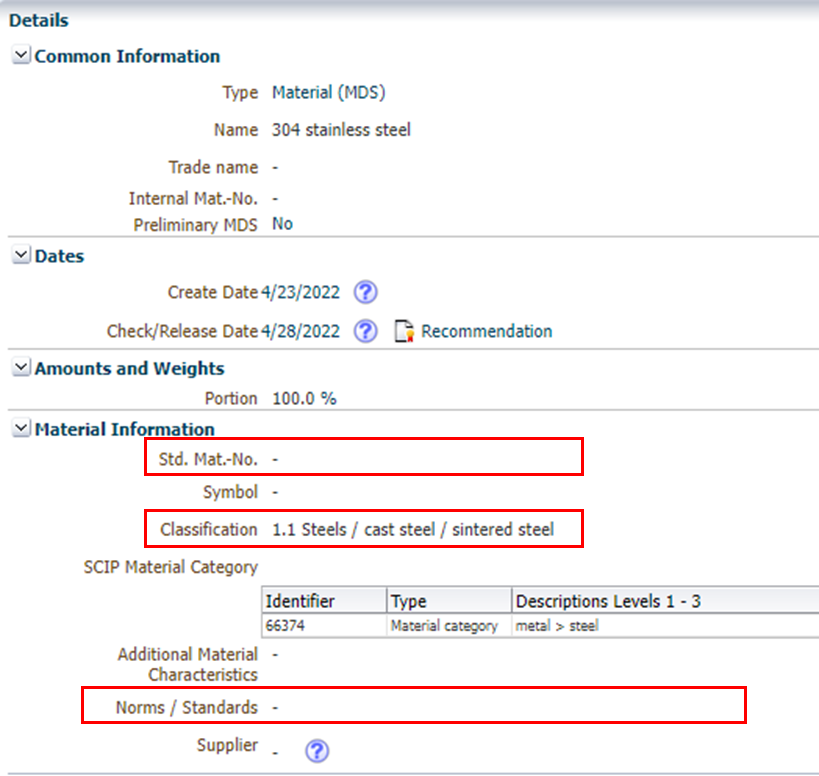 Details
Common Information
Type Material (MDS)
Name 304 stainless steel
Trade name -
Internal Mat.-No. -
Preliminary MDS No
Dates
Create Date 4/23/2022 ?
Check/Release Date 4/28/2022 ? Recommendation
Amounts and Weights
Portion 100.0 %
Material Information
Std. Mat.-No. -
Symbol -
Classification 1.1 Steels / cast steel / sintered steel
SCIP Material Category
Identifier Type Descriptions Levels 1 - 3
66374 Material category metal > steel
Additional Material -
Characteristics
Norms / Standards -
Supplier - ?